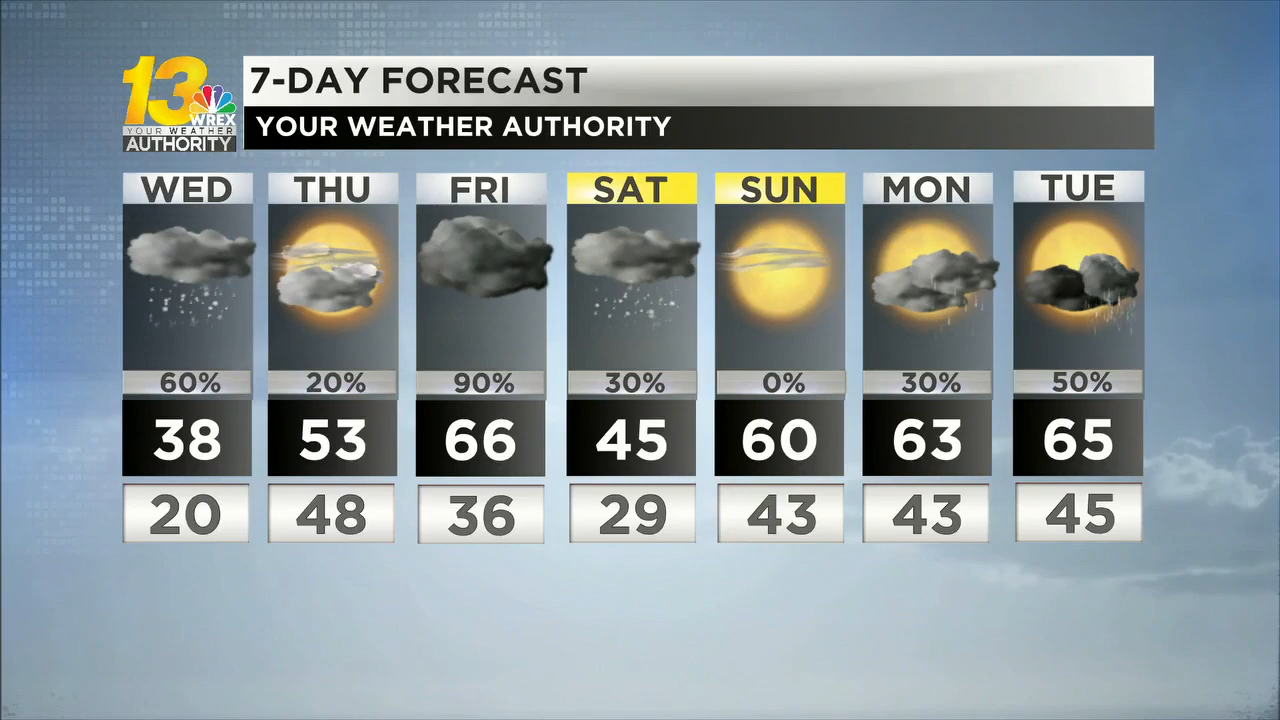 13
WREX
YOUR WEATHER
AUTHORITY
7-DAY FORECAST
YOUR WEATHER AUTHORITY
WED THU FRI SAT SUN MON TUE
60% 20% 90% 30% 0% 30% 50%
38 53 66 45 60 63 65
20 48 36 29 43 43 45